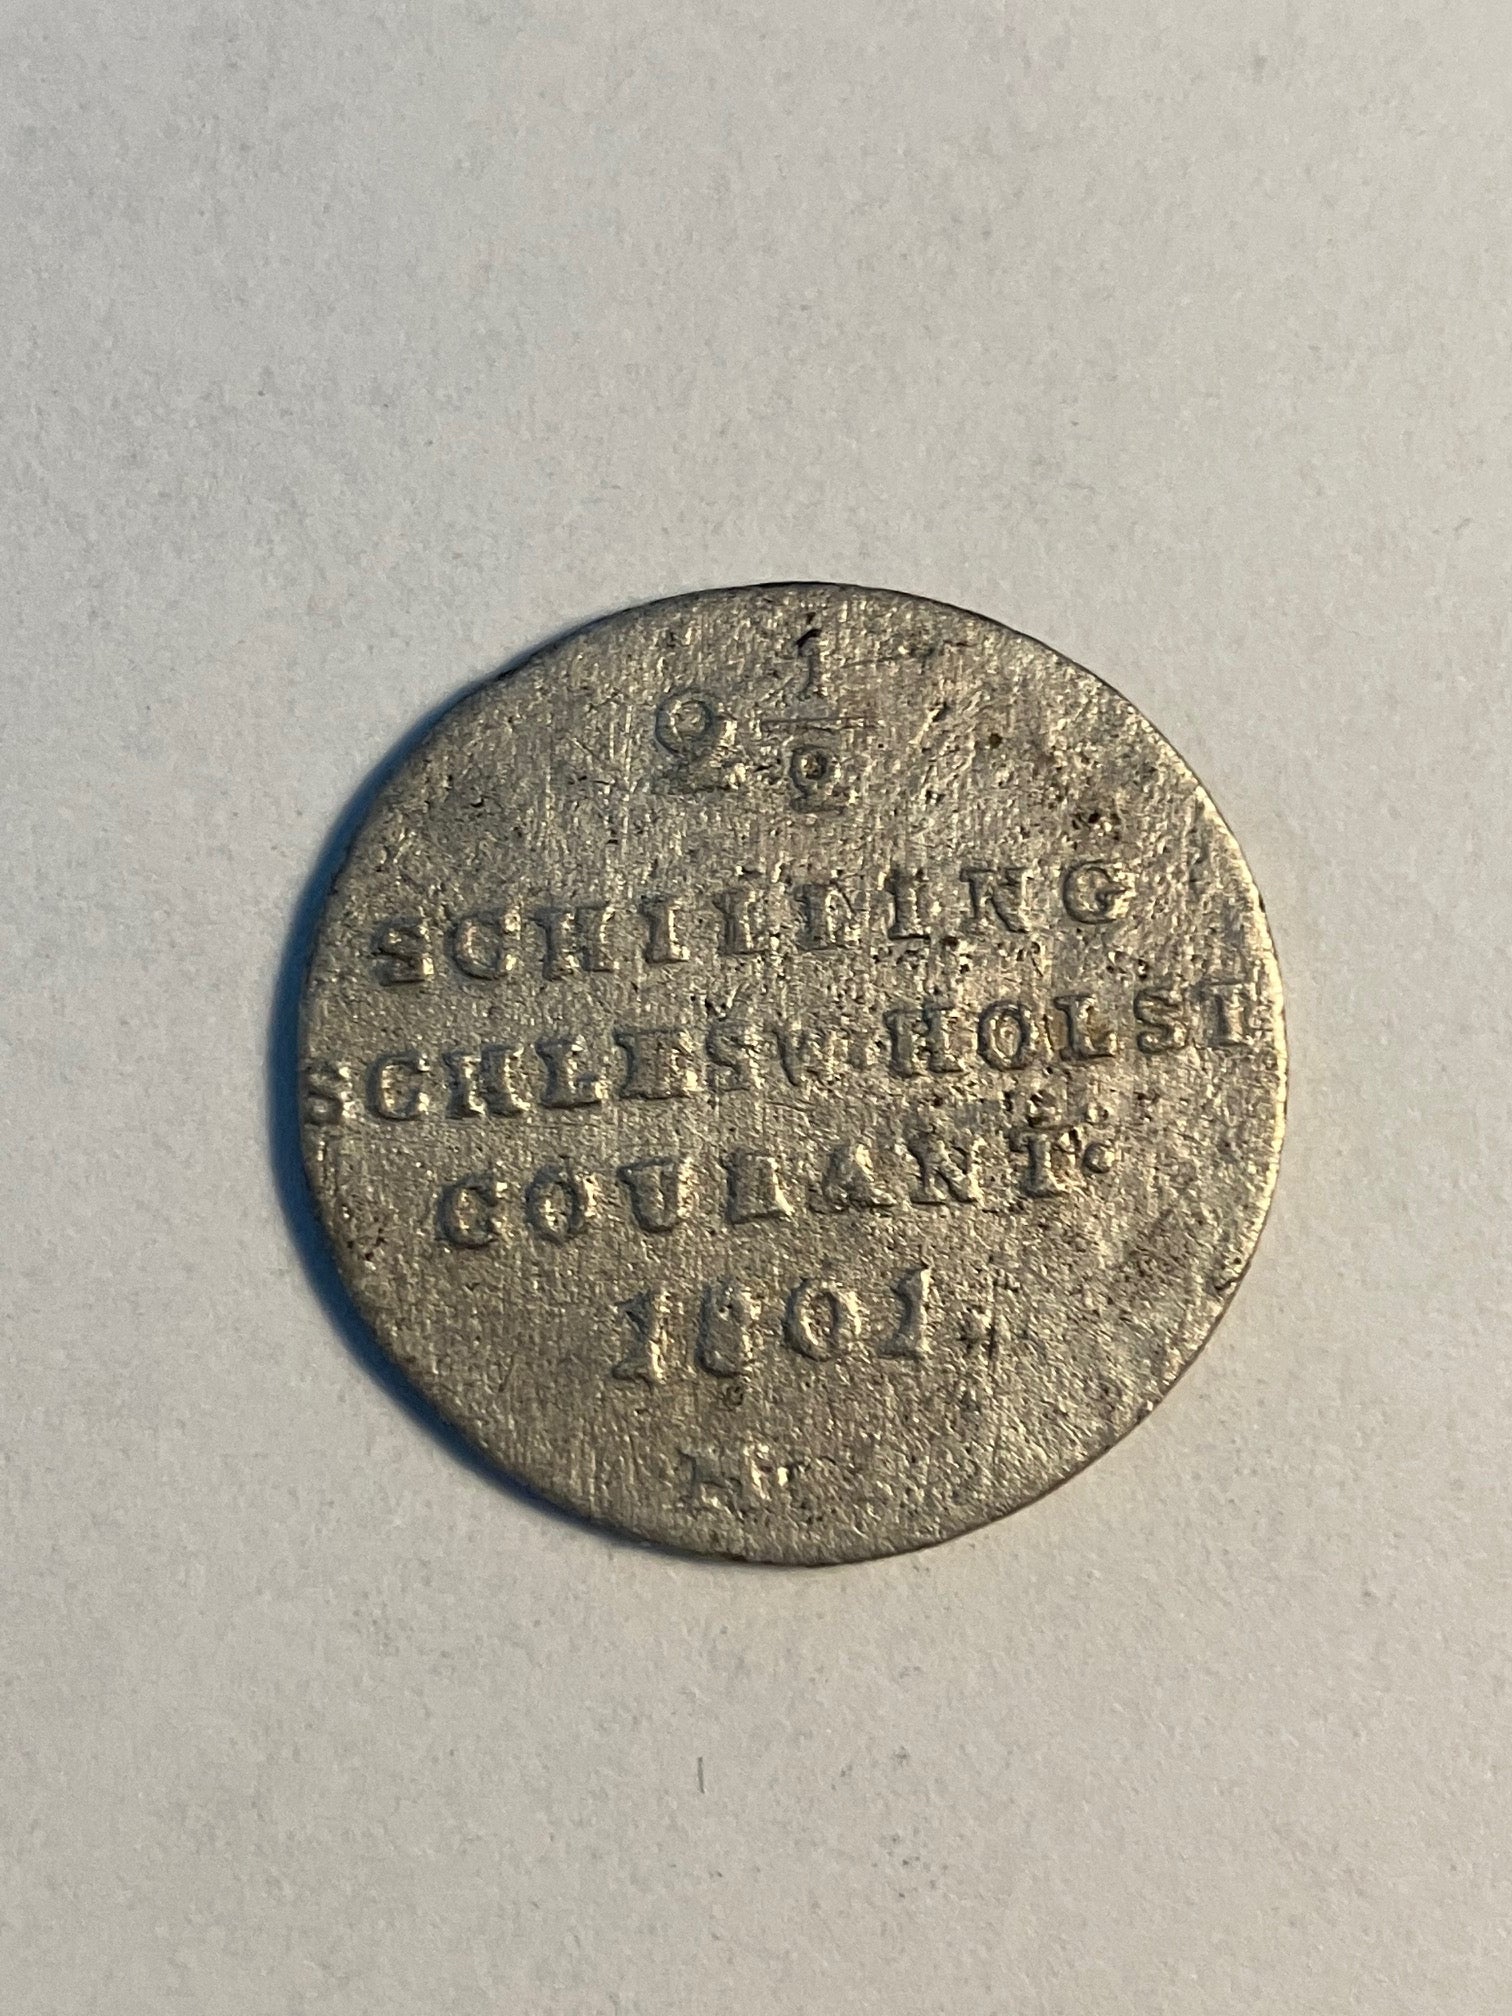 2 1/2
SCHILLING
SCHLESW: HOLST
COURANT.
1801.